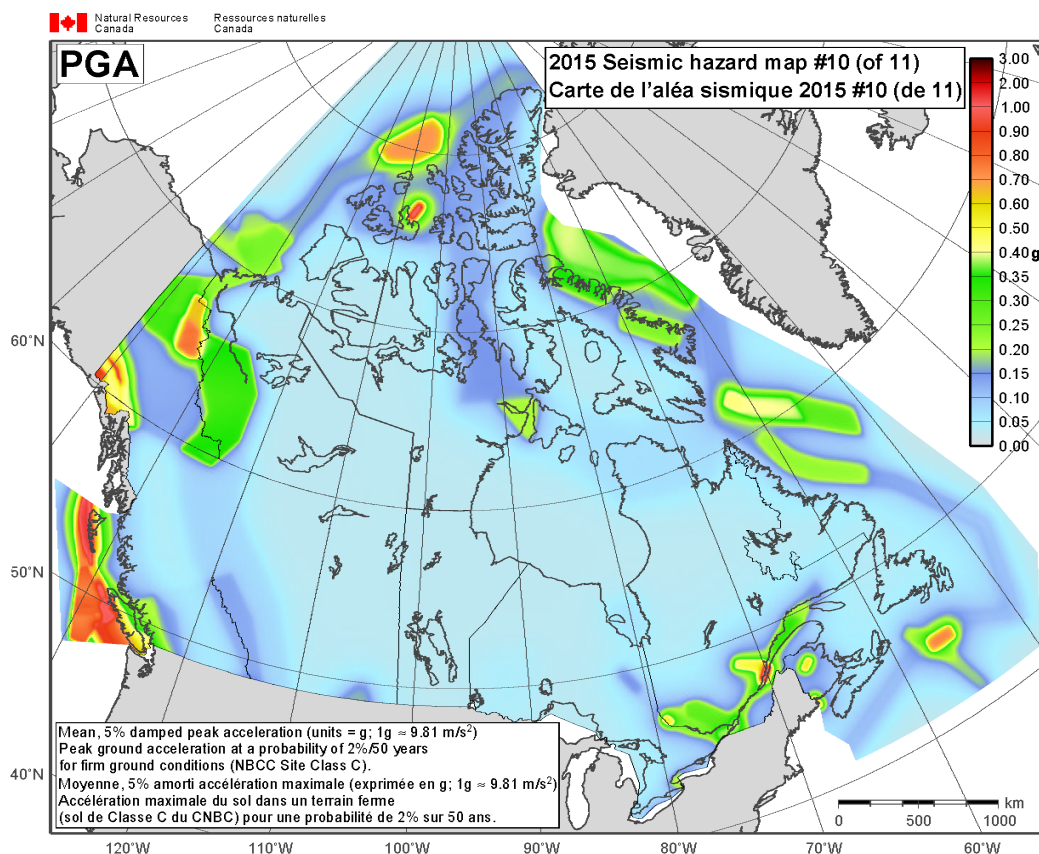 Natural Resources Ressources naturelles
Canada Canada
PGA
2015 Seismic hazard map #10 (of 11)
Carte de l'aléa sismique 2015 #10 (de 11)
3.00
2.00
1.00
0.90
0.80
0.70
0.60
0.50
0.40 g
0.35
0.30
0.25
0.20
0.15
0.10
0.05
0.00
60°N
50°N
40°N
Mean, 5% damped peak acceleration (units = g; 1g ≈ 9.81 m/s²)
Peak ground acceleration at a probability of 2%/50 years
for firm ground conditions (NBCC Site Class C).
Moyenne, 5% amorti accélération maximale (exprimée en g; 1g ≈ 9.81 m/s²)
Accélération maximale du sol dans un terrain ferme
(sol de Classe C du CNBC) pour une probabilité de 2% sur 50 ans.
km
0 500 1000
120°W 110°W 100°W 90°W 80°W 70°W 60°W